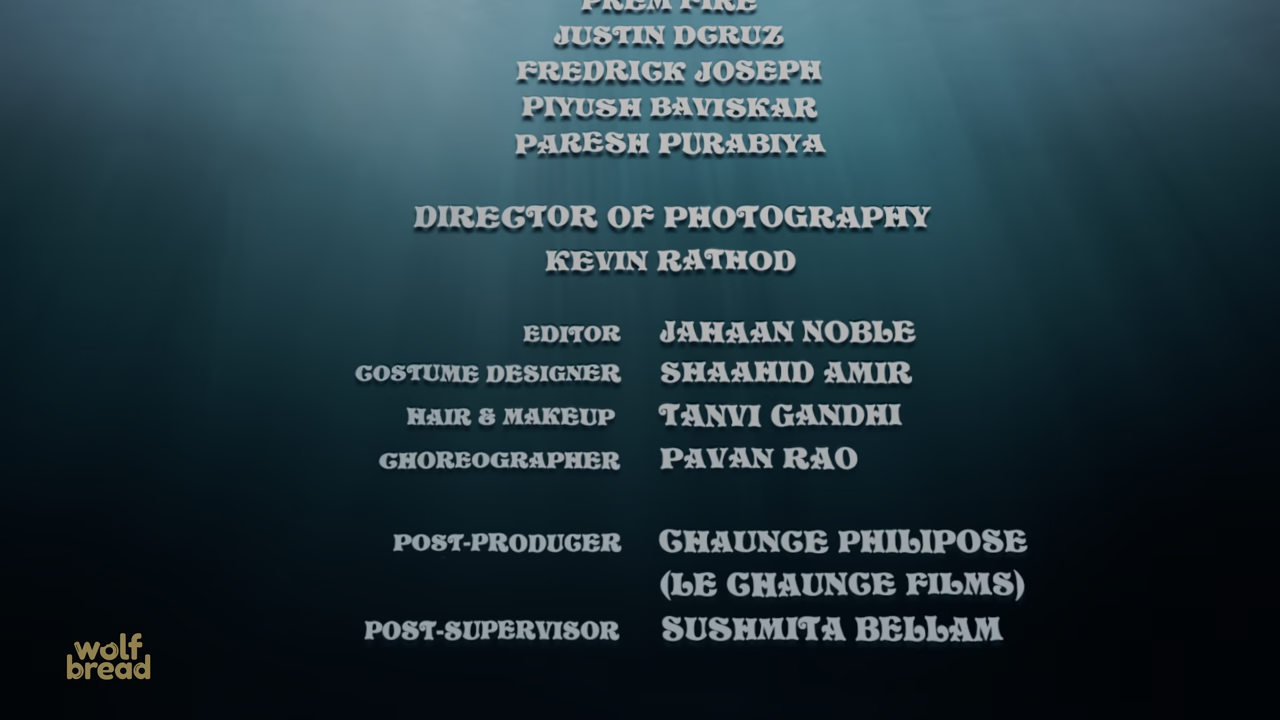 PREM FIRE
JUSTIN DCRUZ
FREDRICK JOSEPH
PIYUSH BAVISKAR
PARESH PURABIYA
DIRECTOR OF PHOTOGRAPHY
KEVIN RATHOD
EDITOR JAHAAN NOBLE
COSTUME DESIGNER SHAAHID AMIR
HAIR & MAKEUP TANVI GANDHI
CHOREOGRAPHER PAVAN RAO
POST-PRODUCER CHAUNCE PHILIPOSE
(LE CHAUNCE FILMS)
POST-SUPERVISOR SUSHMITA BELLAM
wolf
bread